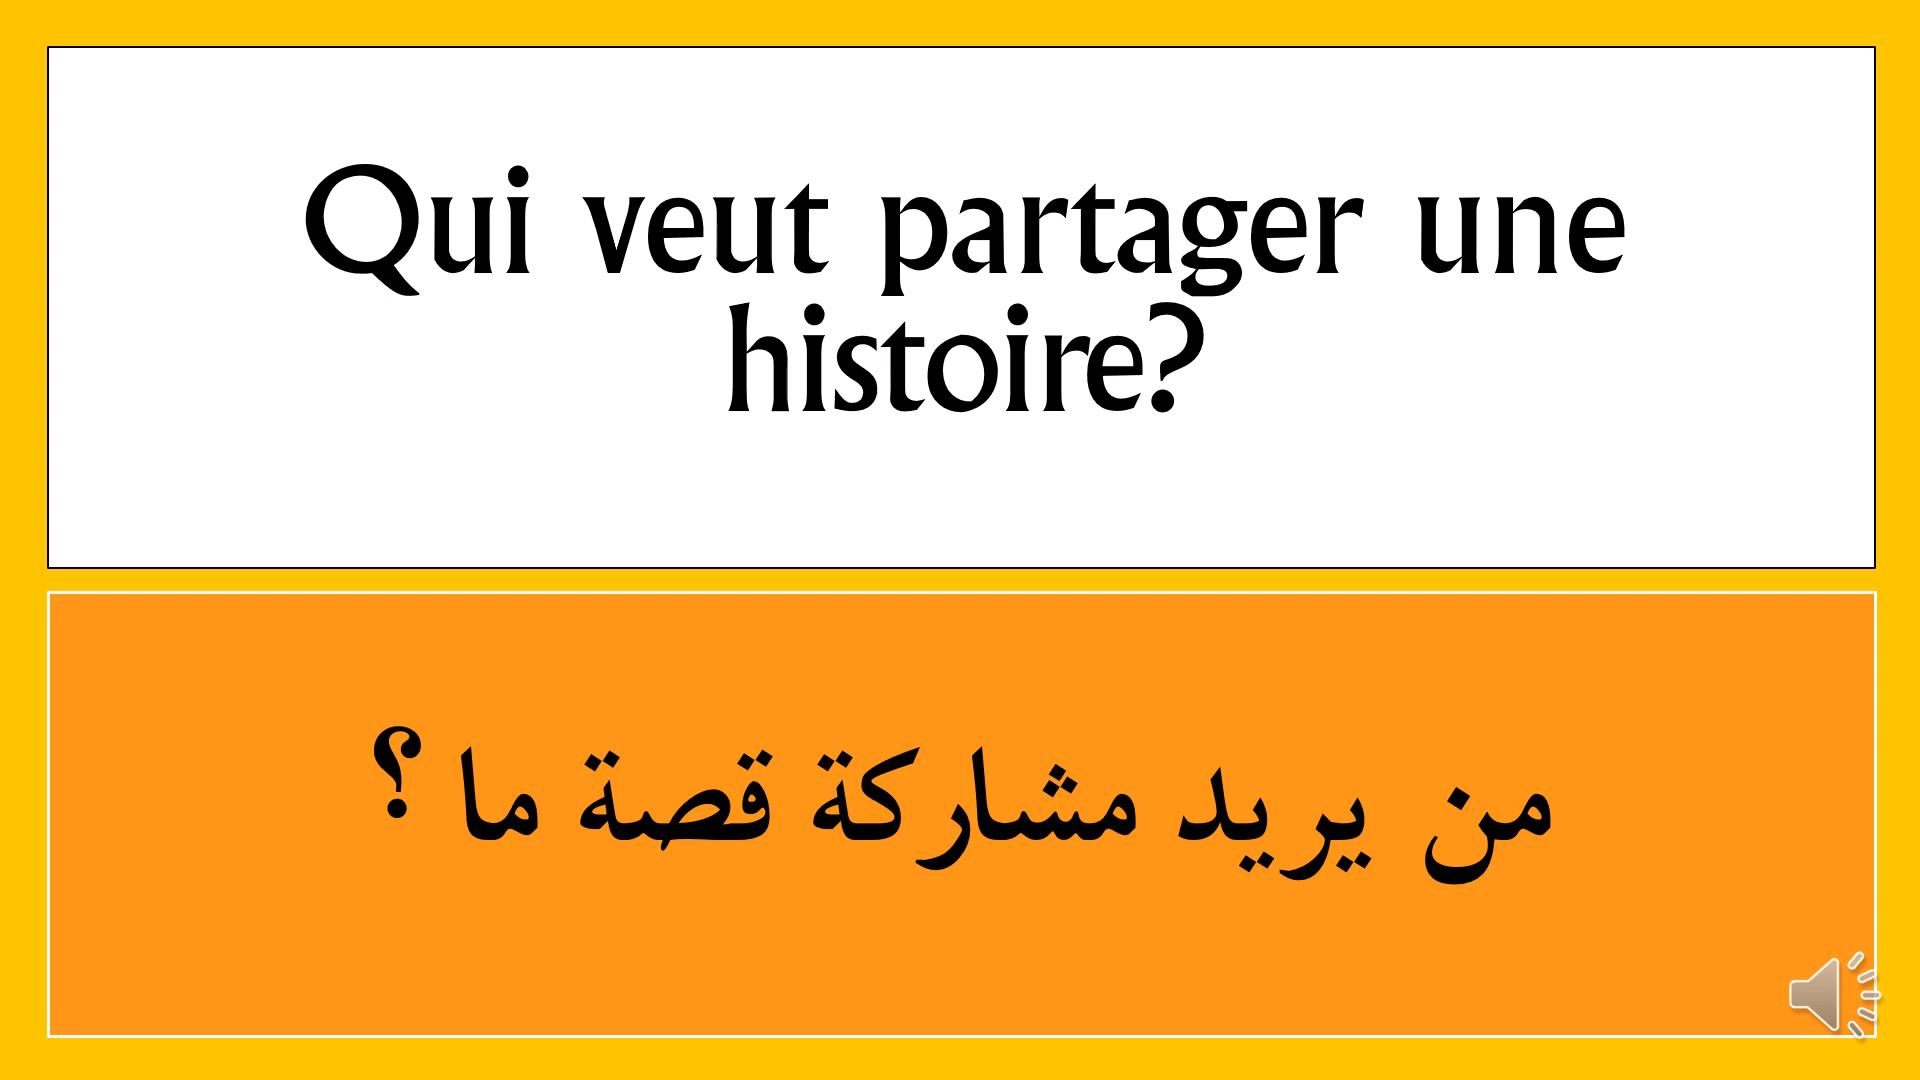 Qui veut partager une
histoire?
من يريد مشاركة قصة ما ؟